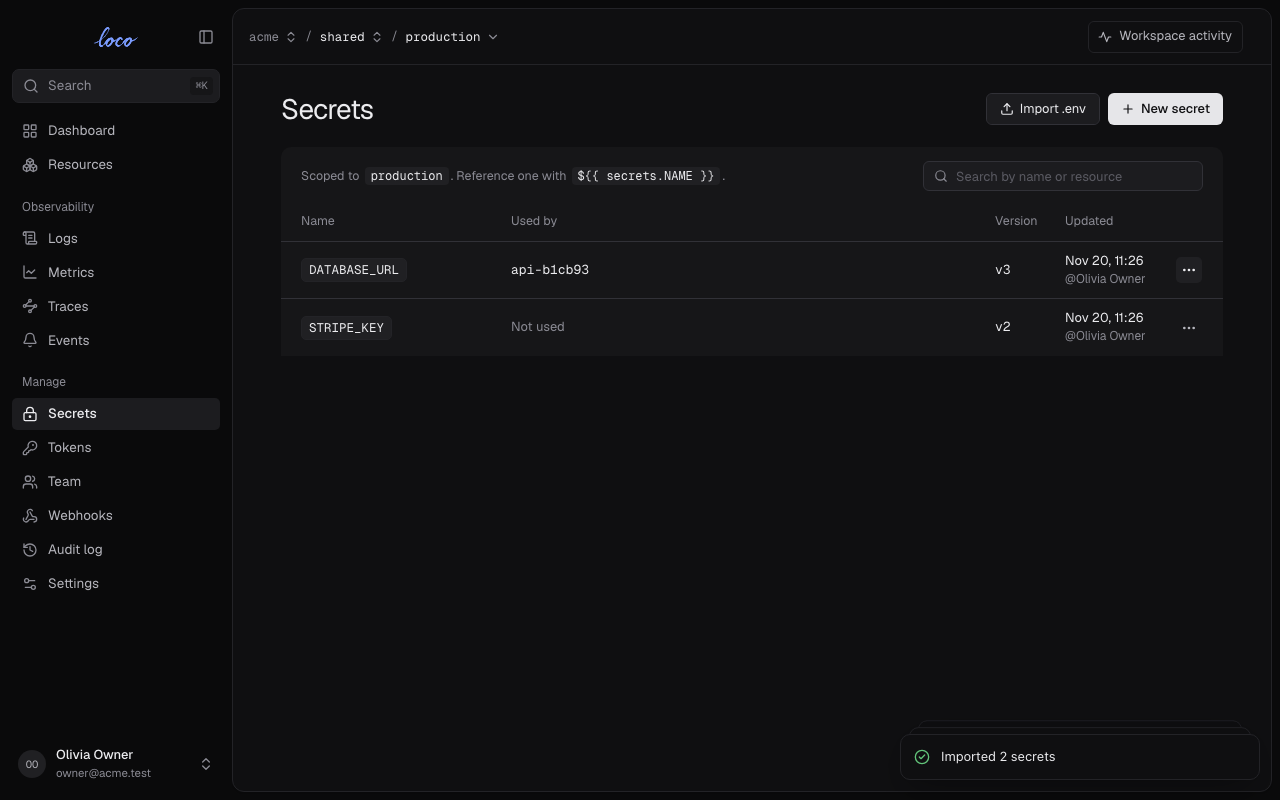 loco
acme / shared / production
Workspace activity
Search ⌘K
Dashboard
Resources
Observability
Logs
Metrics
Traces
Events
Manage
Secrets
Tokens
Team
Webhooks
Audit log
Settings
OO
Olivia Owner
owner@acme.test
Secrets
Import .env
New secret
Scoped to production . Reference one with ${{ secrets.NAME }} .
Search by name or resource
Name Used by Version Updated
DATABASE_URL api-b1cb93 v3 Nov 20, 11:26
@Olivia Owner
STRIPE_KEY Not used v2 Nov 20, 11:26
@Olivia Owner
Imported 2 secrets